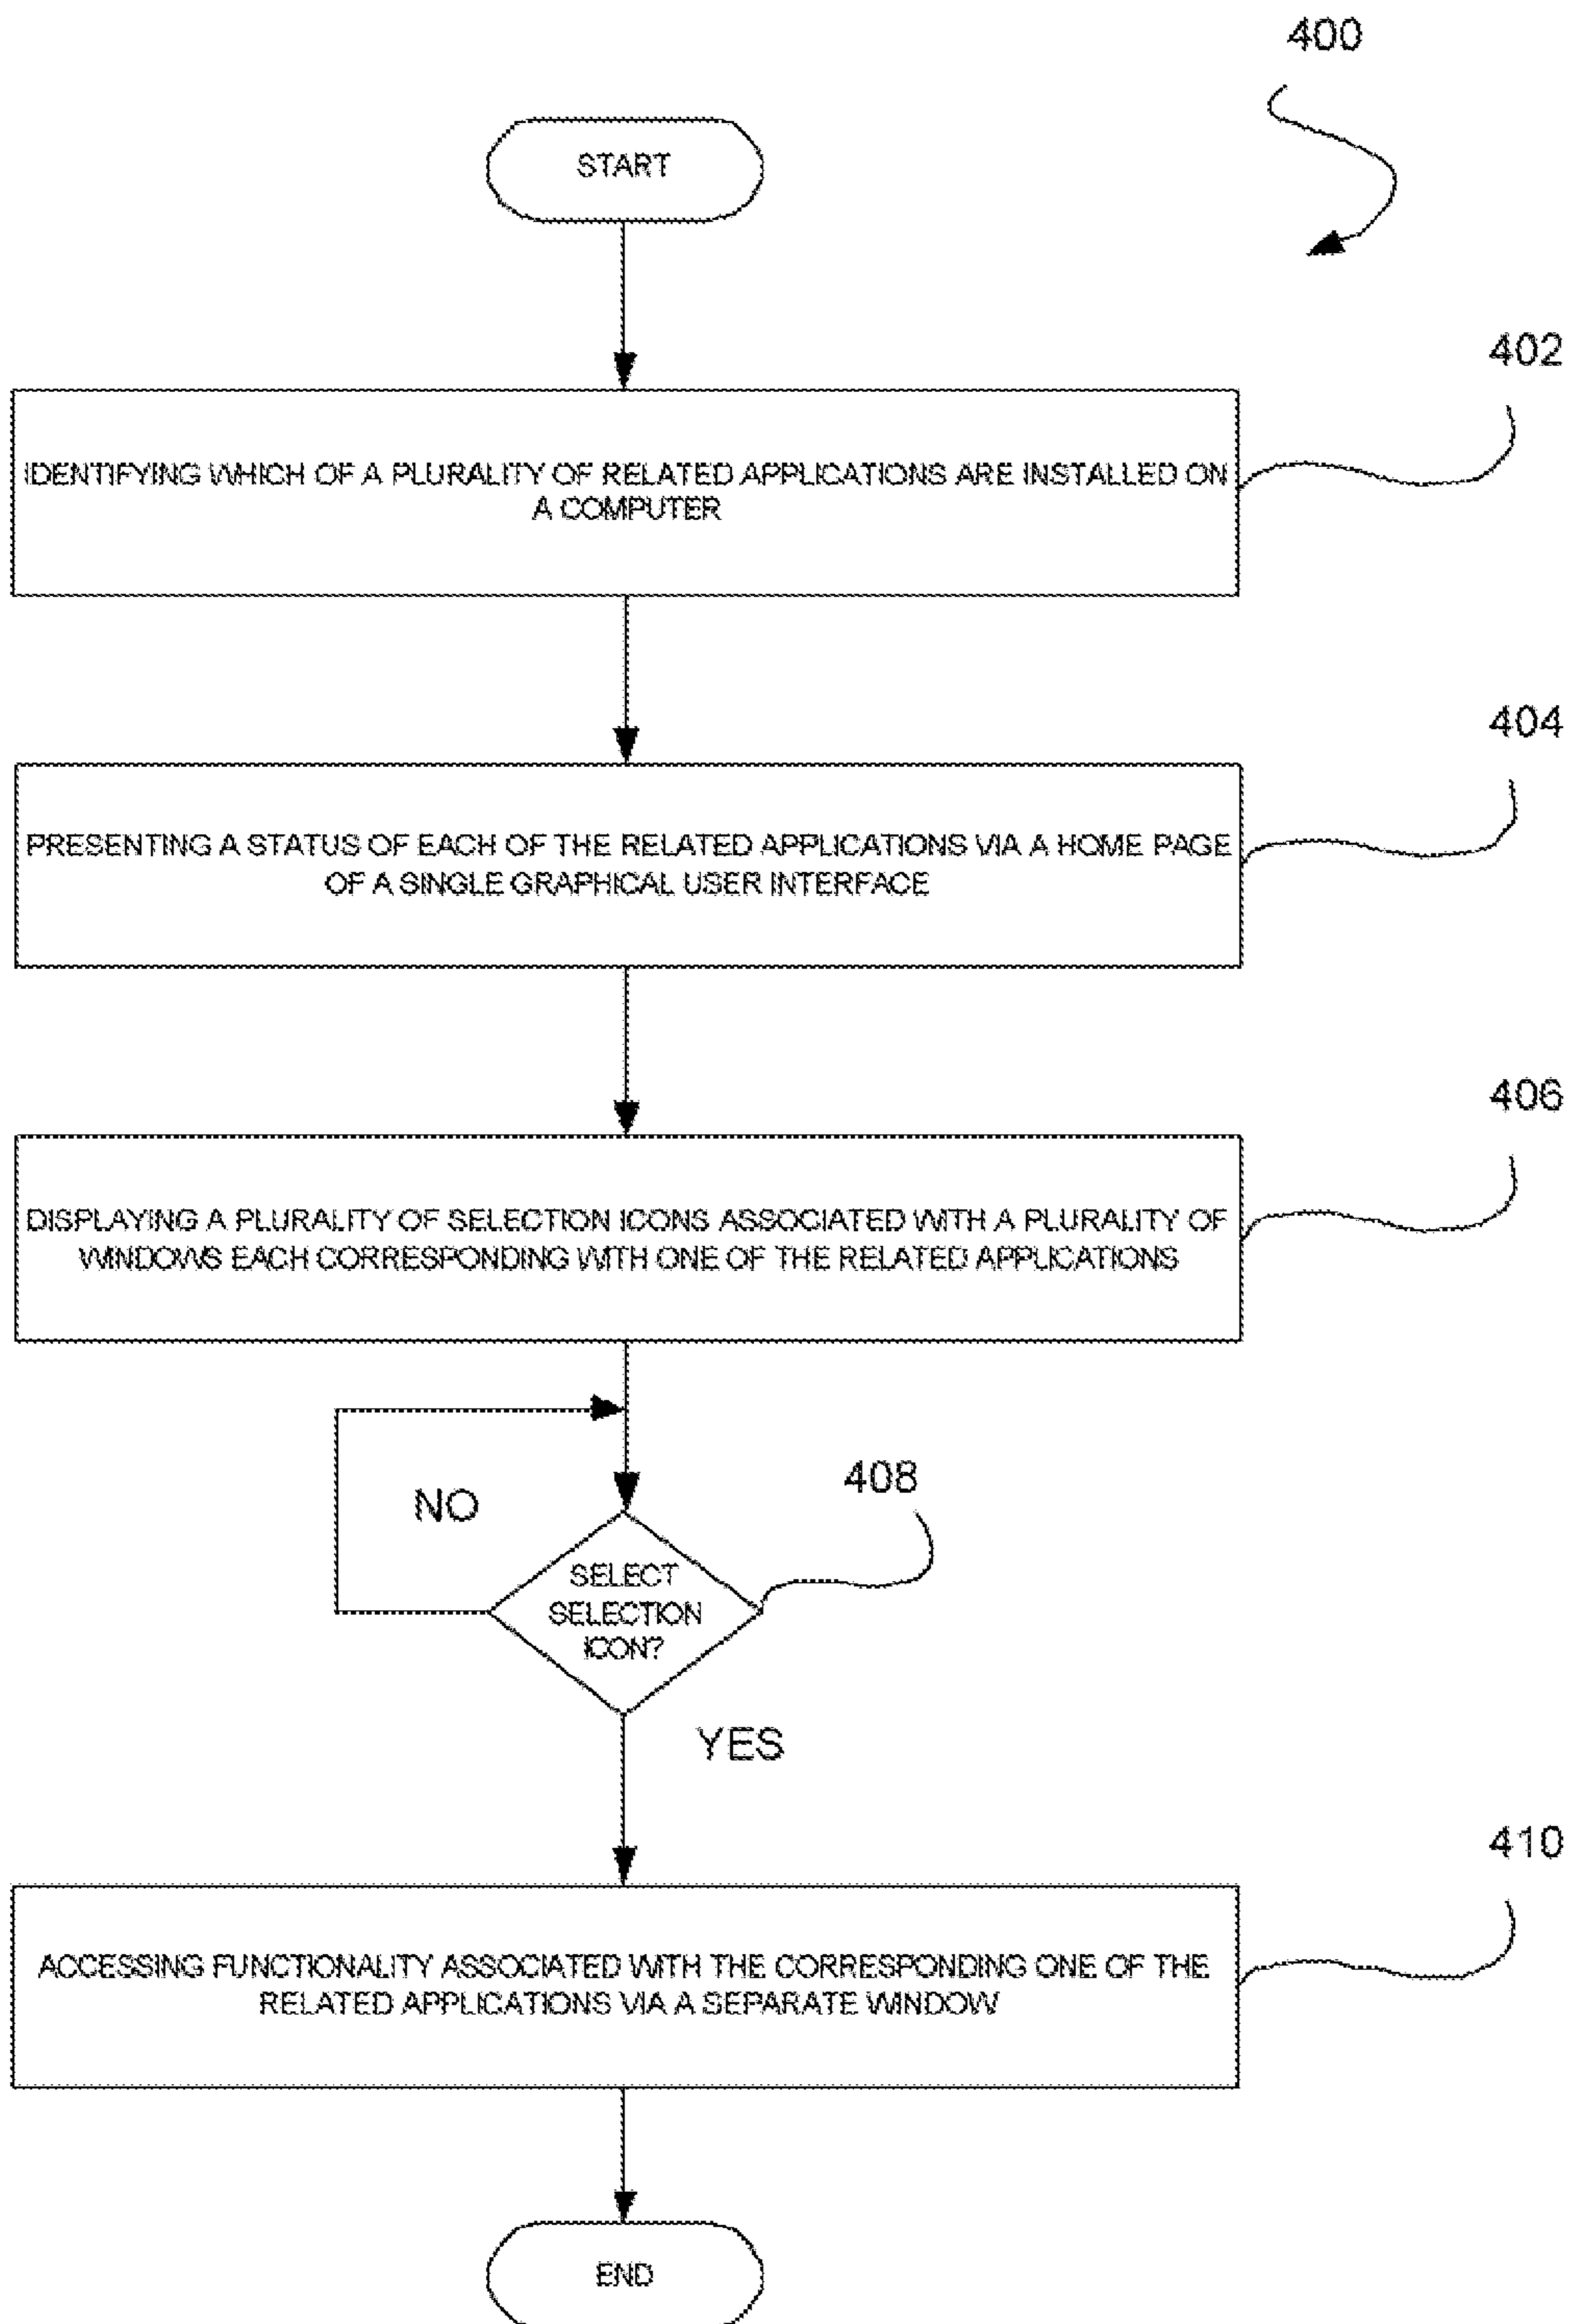 400
START
402
IDENTIFYING WHICH OF A PLURALITY OF RELATED APPLICATIONS ARE INSTALLED ON
A COMPUTER
404
PRESENTING A STATUS OF EACH OF THE RELATED APPLICATIONS VIA A HOME PAGE
OF A SINGLE GRAPHICAL USER INTERFACE
406
DISPLAYING A PLURALITY OF SELECTION ICONS ASSOCIATED WITH A PLURALITY OF
WINDOWS EACH CORRESPONDING WITH ONE OF THE RELATED APPLICATIONS
408
NO
SELECT
SELECTION
ICON?
YES
410
ACCESSING FUNCTIONALITY ASSOCIATED WITH THE CORRESPONDING ONE OF THE
RELATED APPLICATIONS VIA A SEPARATE WINDOW
END